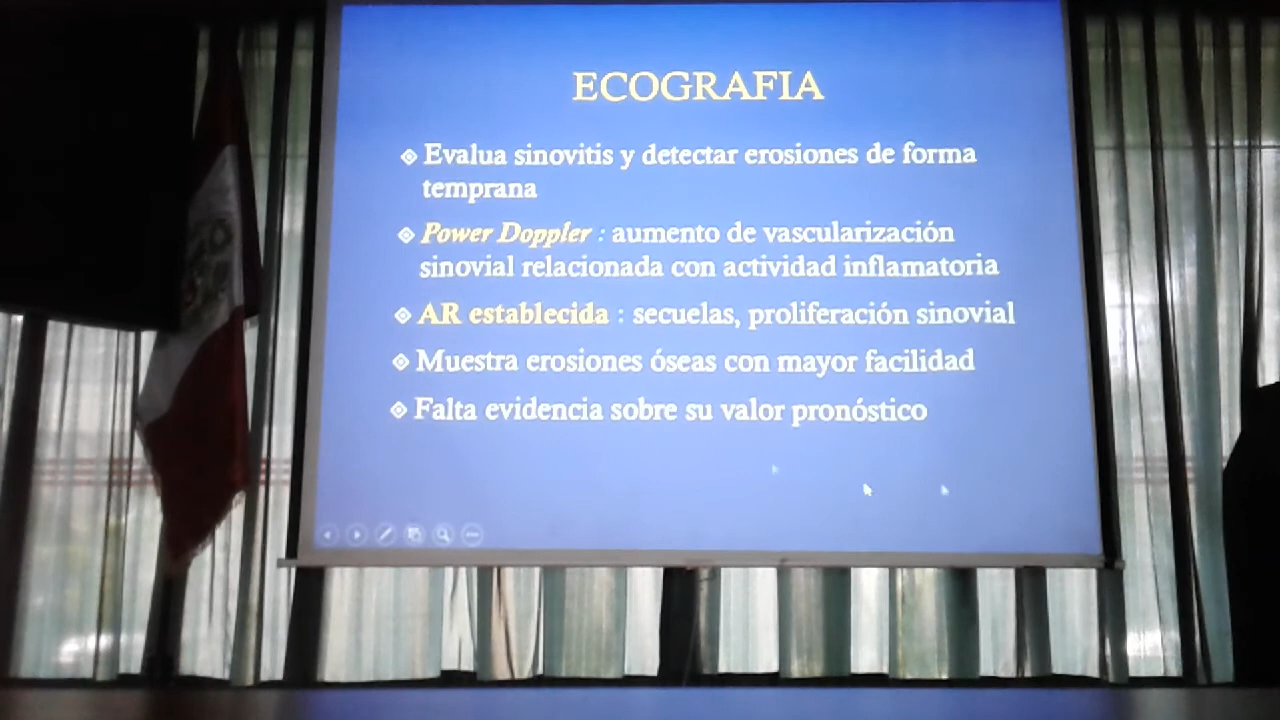 ECOGRAFIA
Evalua sinovitis y detectar erosiones de forma
temprana
Power Doppler : aumento de vascularización
sinovial relacionada con actividad inflamatoria
AR establecida : secuelas, proliferación sinovial
Muestra erosiones óseas con mayor facilidad
Falta evidencia sobre su valor pronóstico